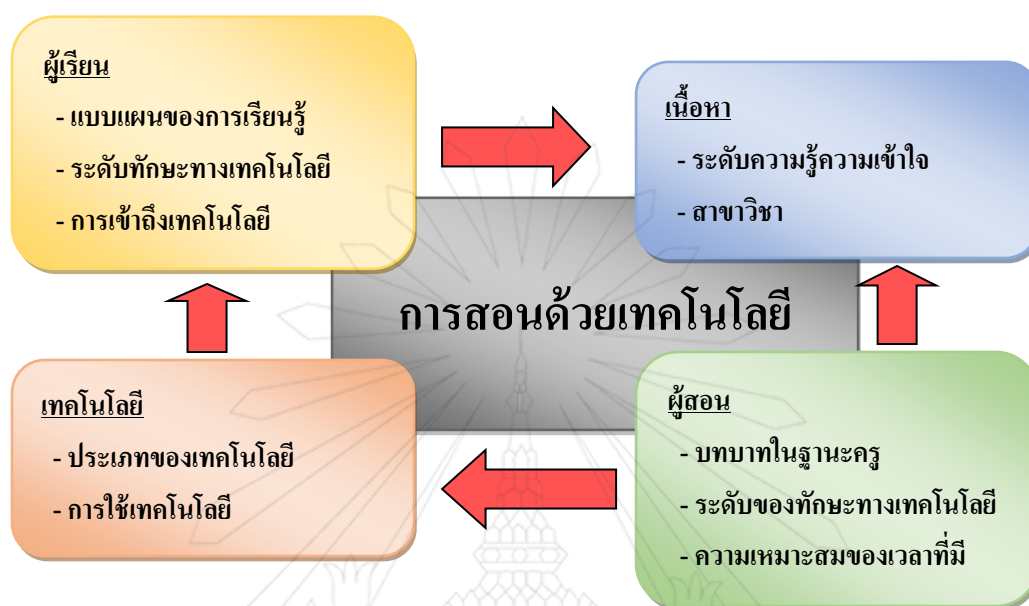 ผู้เรียน
- แบบแผนของการเรียนรู้
- ระดับทักษะทางเทคโนโลยี
- การเข้าถึงเทคโนโลยี
เนื้อหา
- ระดับความรู้ความเข้าใจ
- สาขาวิชา
การสอนด้วยเทคโนโลยี
เทคโนโลยี
- ประเภทของเทคโนโลยี
- การใช้เทคโนโลยี
ผู้สอน
- บทบาทในฐานะครู
- ระดับของทักษะทางเทคโนโลยี
- ความเหมาะสมของเวลาที่มี